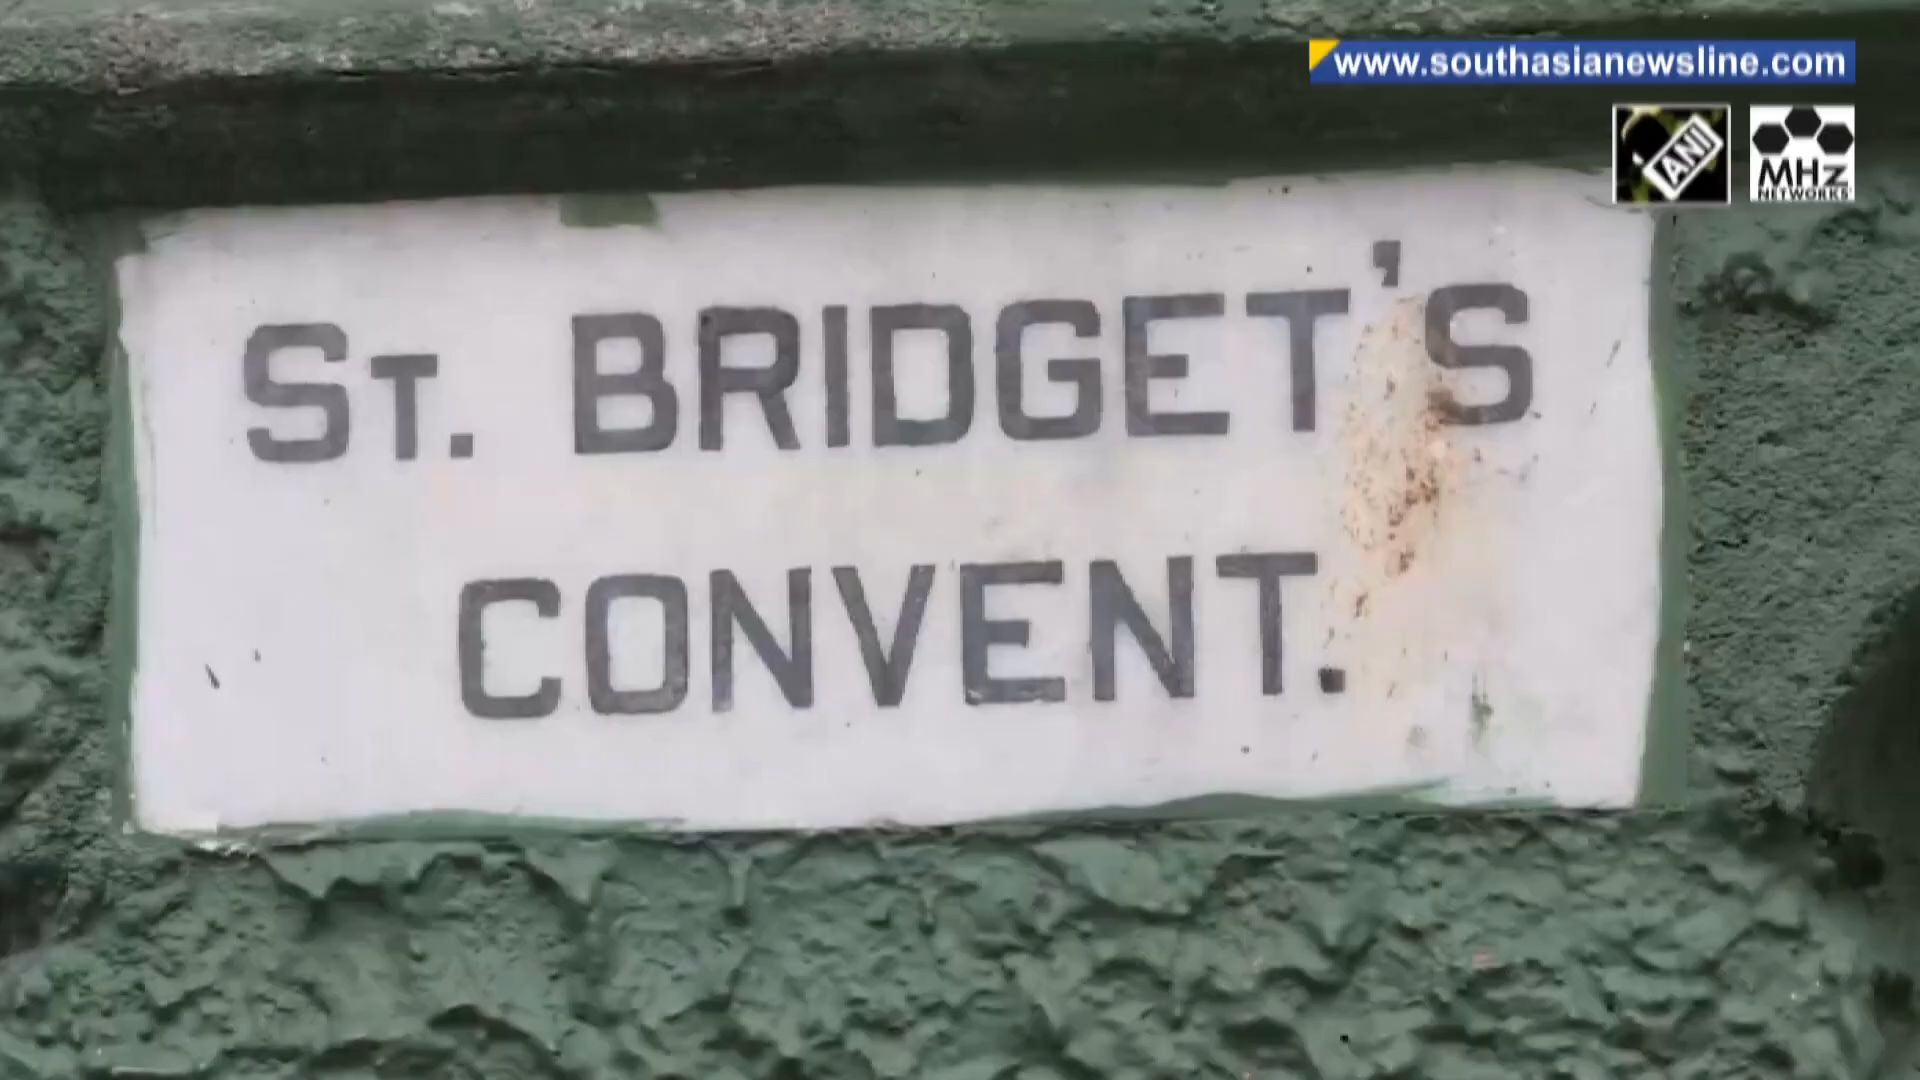 www.southasianewsline.com
ANI
MHz
NETWORKS
ST. BRIDGET'S
CONVENT.